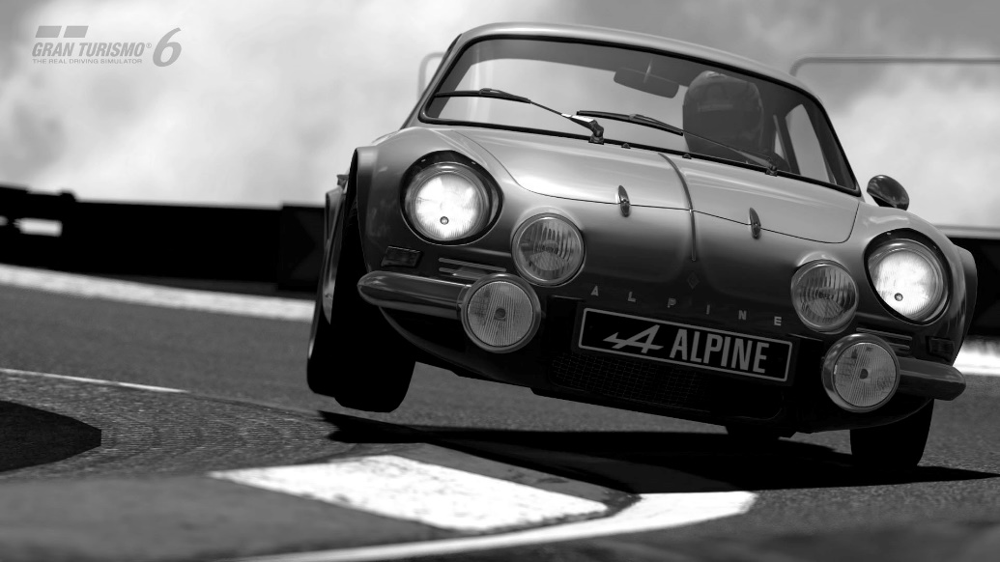 GRAN TURISMO® 6
THE REAL DRIVING SIMULATOR
ALPINE
ALPINE